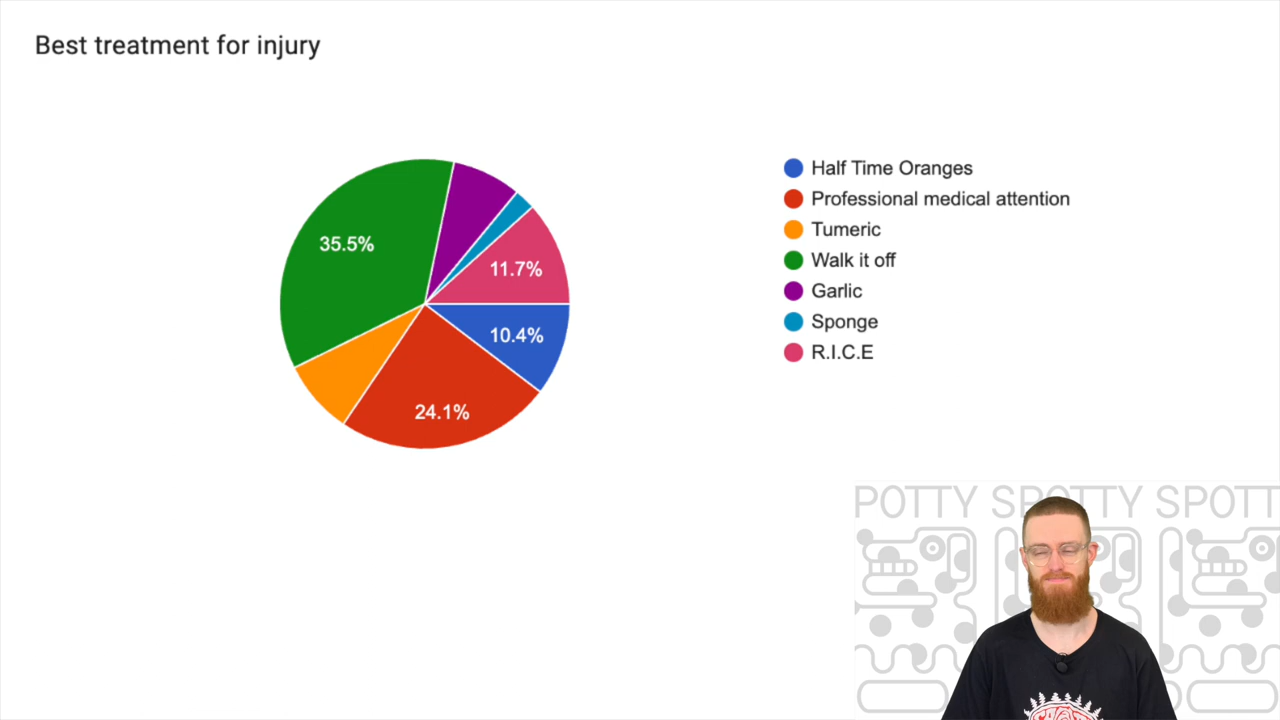 Best treatment for injury
35.5%
11.7%
10.4%
24.1%
Half Time Oranges
Professional medical attention
Tumeric
Walk it off
Garlic
Sponge
R.I.C.E
POTTY SPOTTY SPOTT